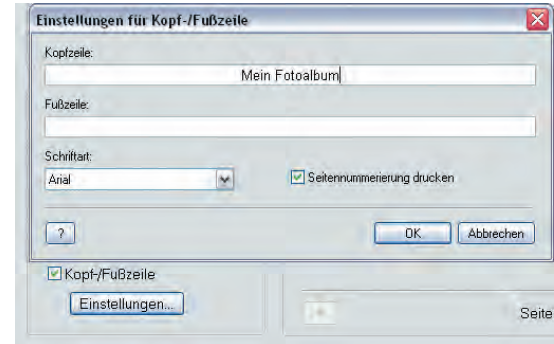 Einstellungen für Kopf-/Fußzeile
Kopfzeile:
Mein Fotoalbum
Fußzeile:
Schriftart:
Arial
Seitennummerierung drucken
?
OK
Abbrechen
Kopf-/Fußzeile
Einstellungen...
Seite